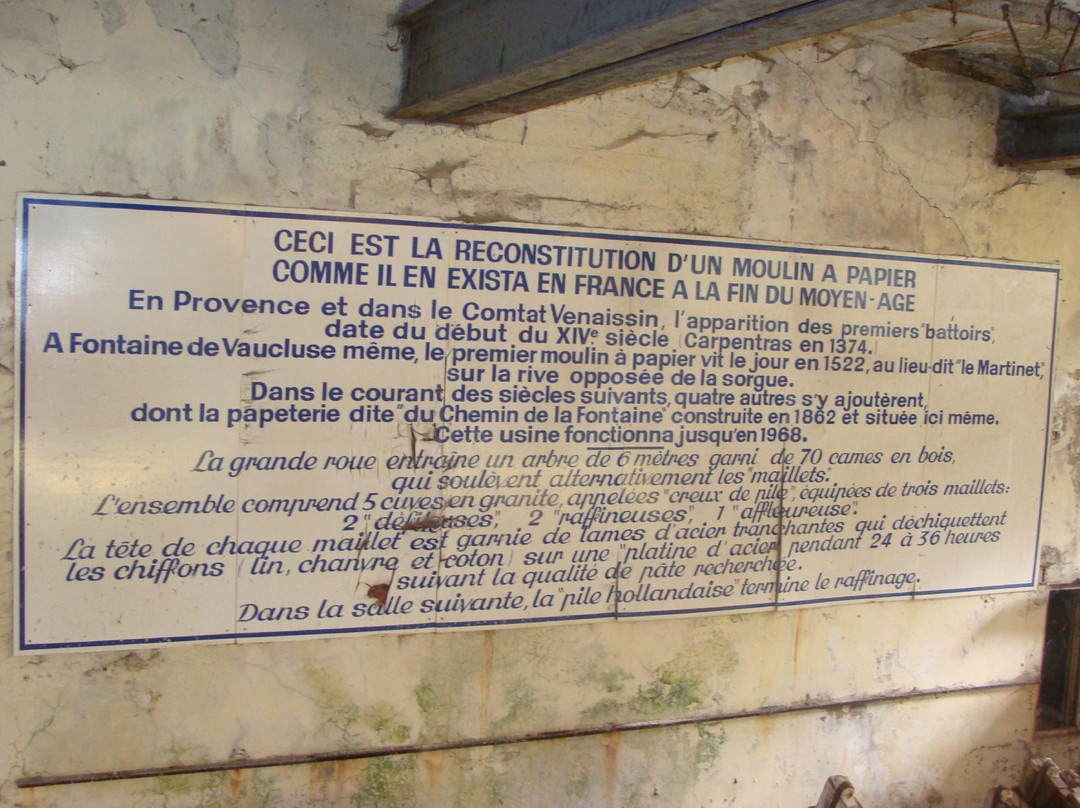 CECI EST LA RECONSTITUTION D'UN MOULIN A PAPIER
COMME IL EN EXISTA EN FRANCE A LA FIN DU MOYEN-AGE
En Provence et dans le Comtat Venaissin, l'apparition des premiers "battoirs",
date du début du XIVe siècle (Carpentras en 1374.)
A Fontaine de Vaucluse même, le premier moulin à papier vit le jour en 1522, au lieu-dit "le Martinet",
sur la rive opposée de la sorgue.
Dans le courant des siècles suivants, quatre autres s'y ajoutèrent,
dont la papeterie dite "du Chemin de la Fontaine" construite en 1862 et située ici même.
Cette usine fonctionna jusqu'en 1968.
La grande roue entraîne un arbre de 6 mètres garni de 70 cames en bois,
qui soulèvent alternativement les "maillets".
L'ensemble comprend 5 cuves en granite, appelées "creux de pile", équipées de trois maillets:
2 "défileuses", 2 "raffineuses", 1 "affleureuse".
La tête de chaque maillet est garnie de lames d'acier tranchantes qui déchiquettent
les chiffons (lin, chanvre et coton) sur une "platine d'acier" pendant 24 à 36 heures
suivant la qualité de pâte recherchée.
Dans la salle suivante, la "pile hollandaise" termine le raffinage.